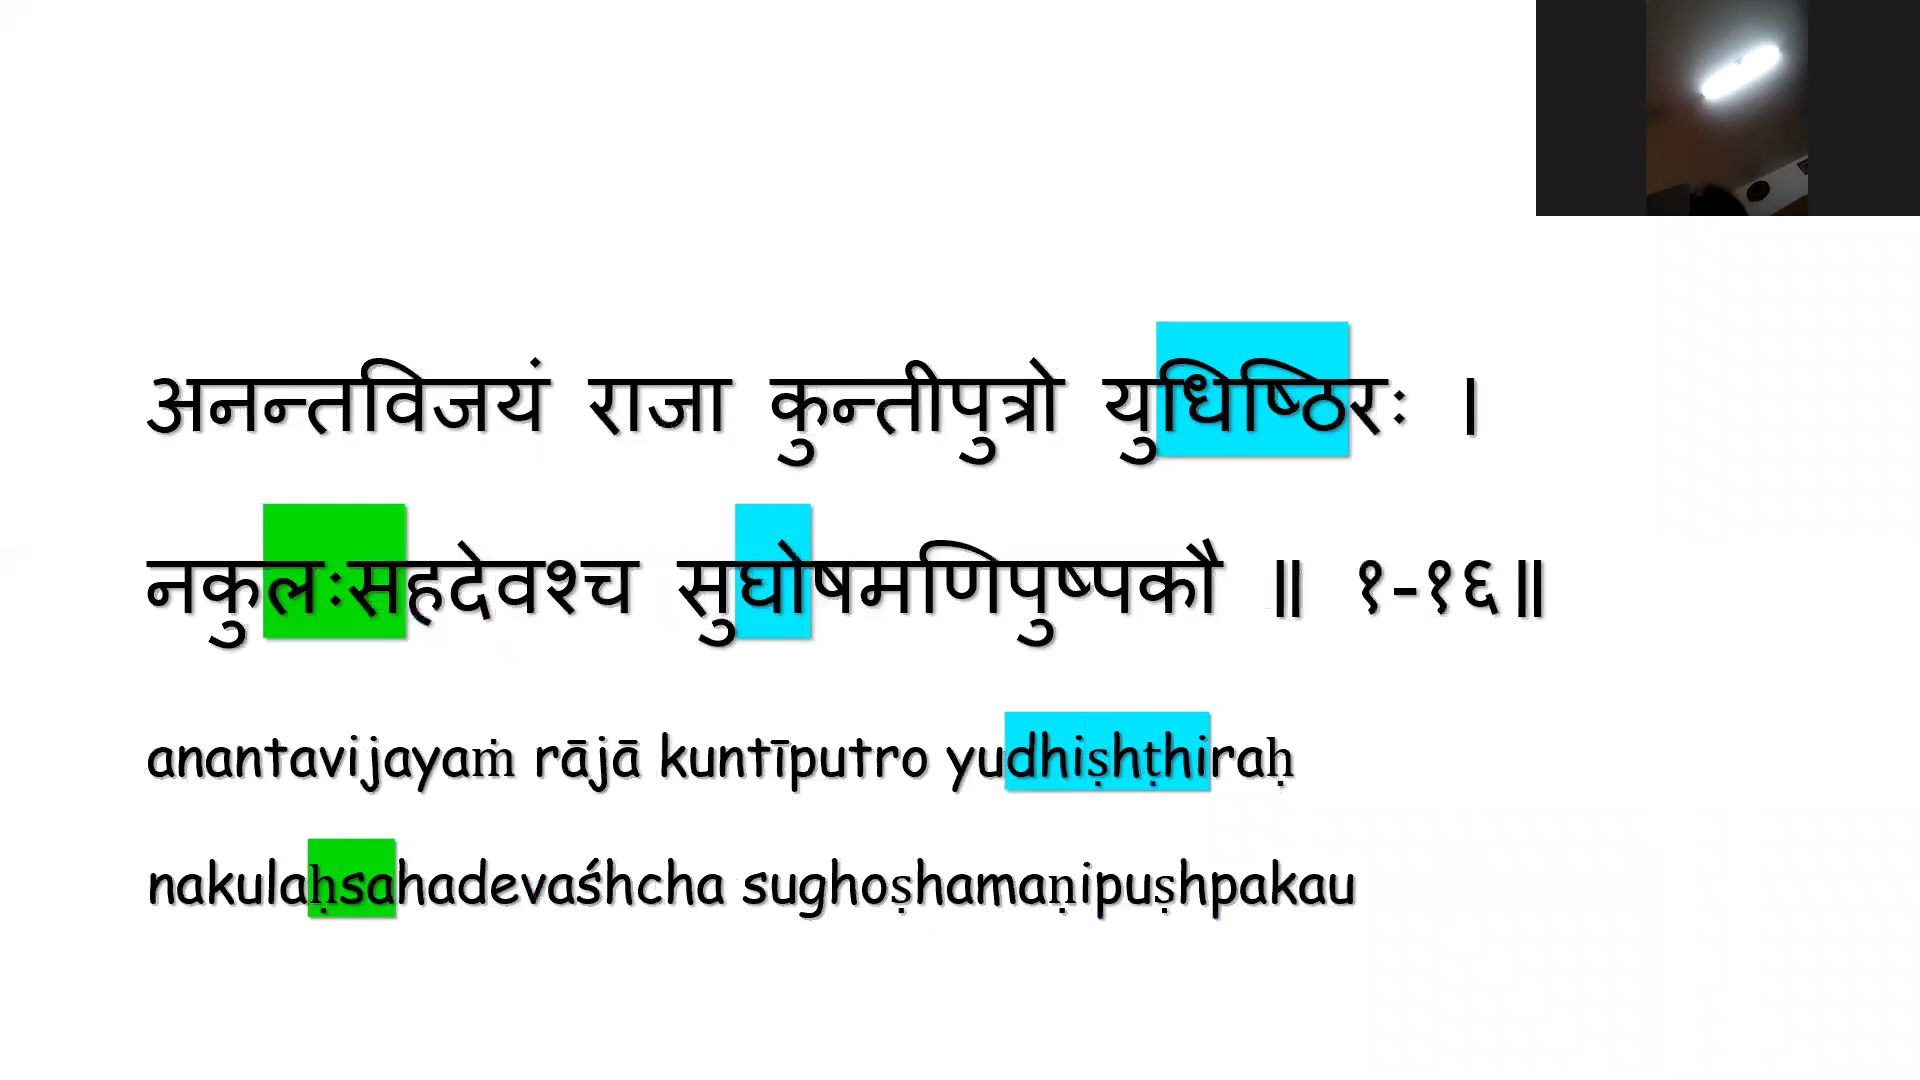 अनन्तविजयं राजा कुन्तीपुत्रो युधिष्ठिरः ।
नकुलःसहदेवश्च सुघोषमणिपुष्पकौ ॥ १-१६॥
anantavijayaṁ rājā kuntīputro yudhiṣhṭhiraḥ
nakulaḥsahadevaśhcha sughoṣhamaṇipuṣhpakau